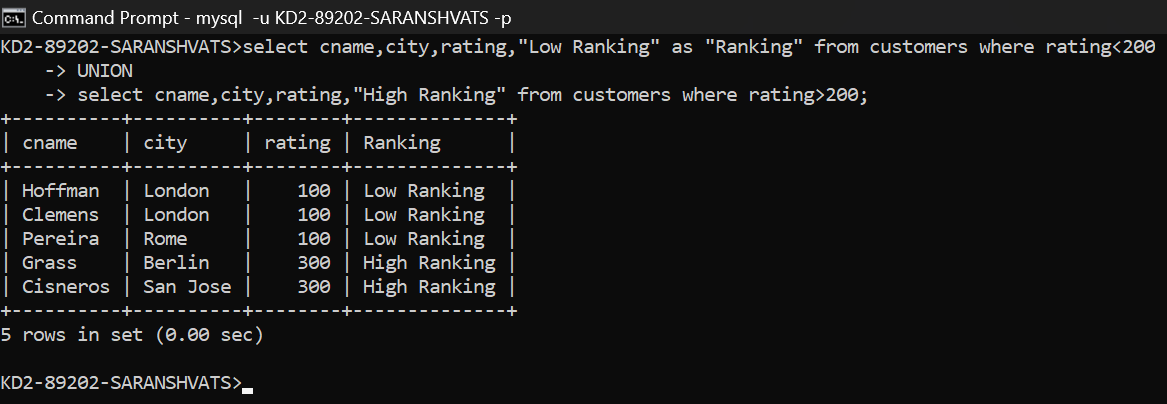 Command Prompt - mysql  -u KD2-89202-SARANSHVATS -p
KD2-89202-SARANSHVATS>select cname,city,rating,"Low Ranking" as "Ranking" from customers where rating<200
    -> UNION
    -> select cname,city,rating,"High Ranking" from customers where rating>200;
+----------+----------+--------+--------------+
| cname    | city     | rating | Ranking      |
+----------+----------+--------+--------------+
| Hoffman  | London   |    100 | Low Ranking  |
| Clemens  | London   |    100 | Low Ranking  |
| Pereira  | Rome     |    100 | Low Ranking  |
| Grass    | Berlin   |    300 | High Ranking |
| Cisneros | San Jose |    300 | High Ranking |
+----------+----------+--------+--------------+
5 rows in set (0.00 sec)
KD2-89202-SARANSHVATS>